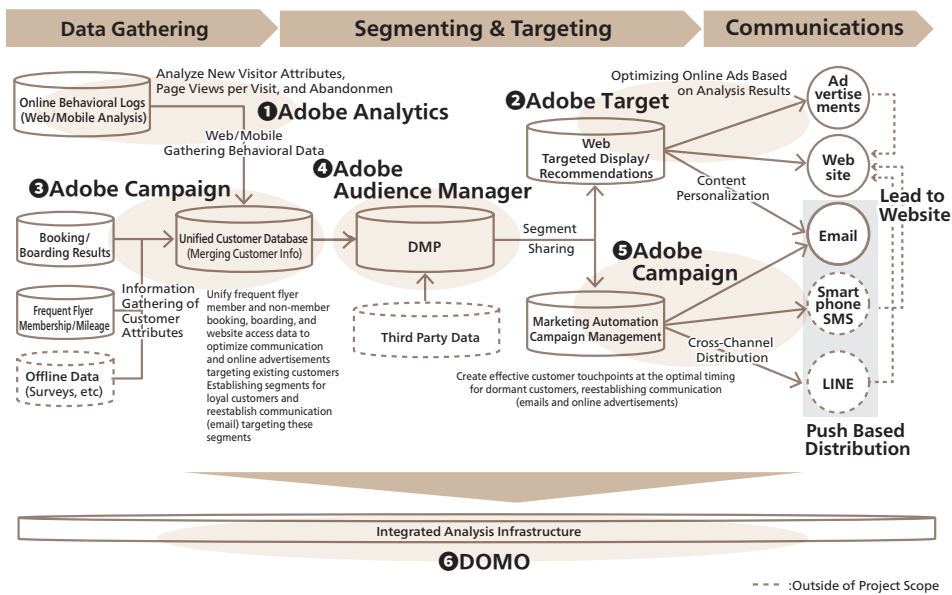 Data Gathering
Segmenting & Targeting
Communications
Analyze New Visitor Attributes,
Page Views per Visit, and Abandonmen
Online Behavioral Logs
(Web/Mobile Analysis)
❶Adobe Analytics
Web/Mobile
Gathering Behavioral Data
❸Adobe Campaign
Booking/
Boarding Results
Unified Customer Database
(Merging Customer Info)
Frequent Flyer
Membership/Mileage
Information
Gathering of
Customer
Attributes
Offline Data
(Surveys, etc)
Unify frequent flyer
member and non-member
booking, boarding, and
website access data to
optimize communication
and online advertisements
targeting existing customers
Establishing segments for
loyal customers and
reestablish communication
(email) targeting these
segments
❹Adobe
Audience Manager
DMP
Third Party Data
Segment
Sharing
Optimizing Online Ads Based
on Analysis Results
❷Adobe Target
Web
Targeted Display/
Recommendations
Content
Personalization
❺Adobe
Campaign
Marketing Automation
Campaign Management
Cross-Channel
Distribution
Create effective customer touchpoints at the optimal timing
for dormant customers, reestablishing communication
(emails and online advertisements)
Ad
vertise
ments
Web
site
Lead to
Website
Email
Smart
phone
SMS
LINE
Push Based
Distribution
Integrated Analysis Infrastructure
❻DOMO
:Outside of Project Scope